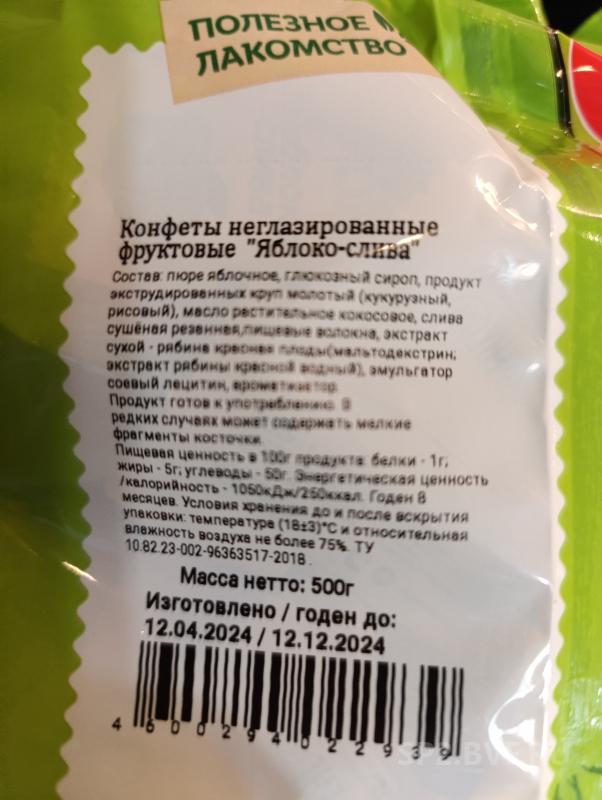 ПОЛЕЗНОЕ
ЛАКОМСТВО
Конфеты неглазированные
фруктовые "Яблоко-слива"
Состав: пюре яблочное, глюкозный сироп, продукт
экструдированных круп молотый (кукурузный,
рисовый), масло растительное кокосовое, слива
сушёная резанная,пищевые волокна, экстракт
сухой - рябина красная плоды(мальтодекстрин;
экстракт рябины красной водный), эмульгатор
соевый лецитин, ароматизатор.
Продукт готов к употреблению. В
редких случаях может содержать мелкие
фрагменты косточки.
Пищевая ценность в 100г продукта: белки - 1г;
жиры - 5г; углеводы - 50г. Энергетическая ценность
/калорийность - 1050кДж/250ккал. Годен 8
месяцев. Условия хранения до и после вскрытия
упаковки: температура (18±3)°С и относительная
влажность воздуха не более 75%. ТУ
10.82.23-002-96363517-2018.
Масса нетто: 500г
Изготовлено / годен до:
12.04.2024 / 12.12.2024
4600294022939